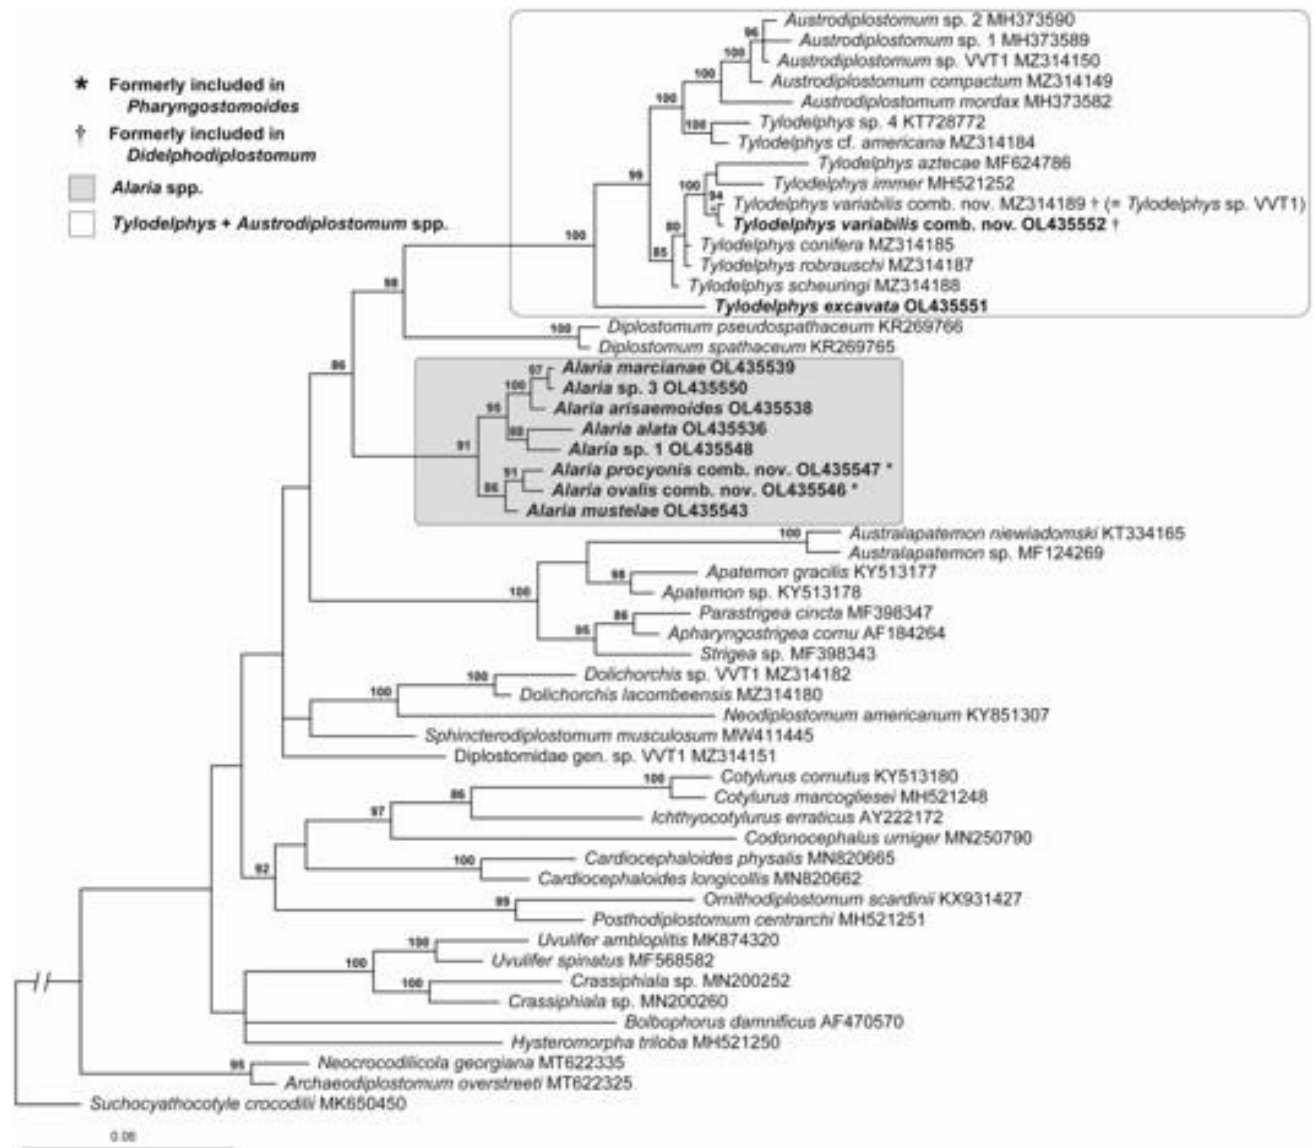 * Formerly included in
Pharyngostomoides
† Formerly included in
Didelphodiplostomum
Alaria spp.
Tylodelphys + Austrodiplostomum spp.
Austrodiplostomum sp. 2 MH373590
96
Austrodiplostomum sp. 1 MH373589
100
Austrodiplostomum sp. VVT1 MZ314150
100
Austrodiplostomum compactum MZ314149
100
Austrodiplostomum mordax MH373582
100
Tylodelphys sp. 4 KT728772
Tylodelphys cf. americana MZ314184
Tylodelphys aztecae MF624786
99
100
Tylodelphys immer MH521252
94
Tylodelphys variabilis comb. nov. MZ314189 † (= Tylodelphys sp. VVT1)
80
Tylodelphys variabilis comb. nov. OL435552 †
100
85
Tylodelphys conifera MZ314185
Tylodelphys robrauschi MZ314187
Tylodelphys scheuringi MZ314188
98
Tylodelphys excavata OL435551
100
Diplostomum pseudospathaceum KR269766
Diplostomum spathaceum KR269765
86
97
Alaria marcianae OL435539
100
Alaria sp. 3 OL435550
95
Alaria arisaemoides OL435538
Alaria alata OL435536
91
88
Alaria sp. 1 OL435548
91
Alaria procyonis comb. nov. OL435547 *
86
Alaria ovalis comb. nov. OL435546 *
Alaria mustelae OL435543
100
Australapatemon niewiadomski KT334165
Australapatemon sp. MF124269
98
Apatemon gracilis KY513177
100
Apatemon sp. KY513178
86
Parastrigea cincta MF398347
95
Apharyngostrigea cornu AF184264
Strigea sp. MF398343
100
Dolichorchis sp. VVT1 MZ314182
100
Dolichorchis lacombeensis MZ314180
Neodiplostomum americanum KY851307
Sphincterodiplostomum musculosum MW411445
Diplostomidae gen. sp. VVT1 MZ314151
100
Cotylurus cornutus KY513180
86
Cotylurus marcogliesei MH521248
97
Ichthyocotylurus erraticus AY222172
Codonocephalus urniger MN250790
100
Cardiocephaloides physalis MN820665
92
Cardiocephaloides longicollis MN820662
99
Ornithodiplostomum scardinii KX931427
Posthodiplostomum centrarchi MH521251
100
Uvulifer ambloplitis MK874320
100
Uvulifer spinatus MF568582
100
Crassiphiala sp. MN200252
Crassiphiala sp. MN200260
Bolbophorus damnificus AF470570
Hysteromorpha triloba MH521250
95
Neocrocodilicola georgiana MT622335
Archaeodiplostomum overstreeti MT622325
Suchocyathocotyle crocodili MK650450
0.06